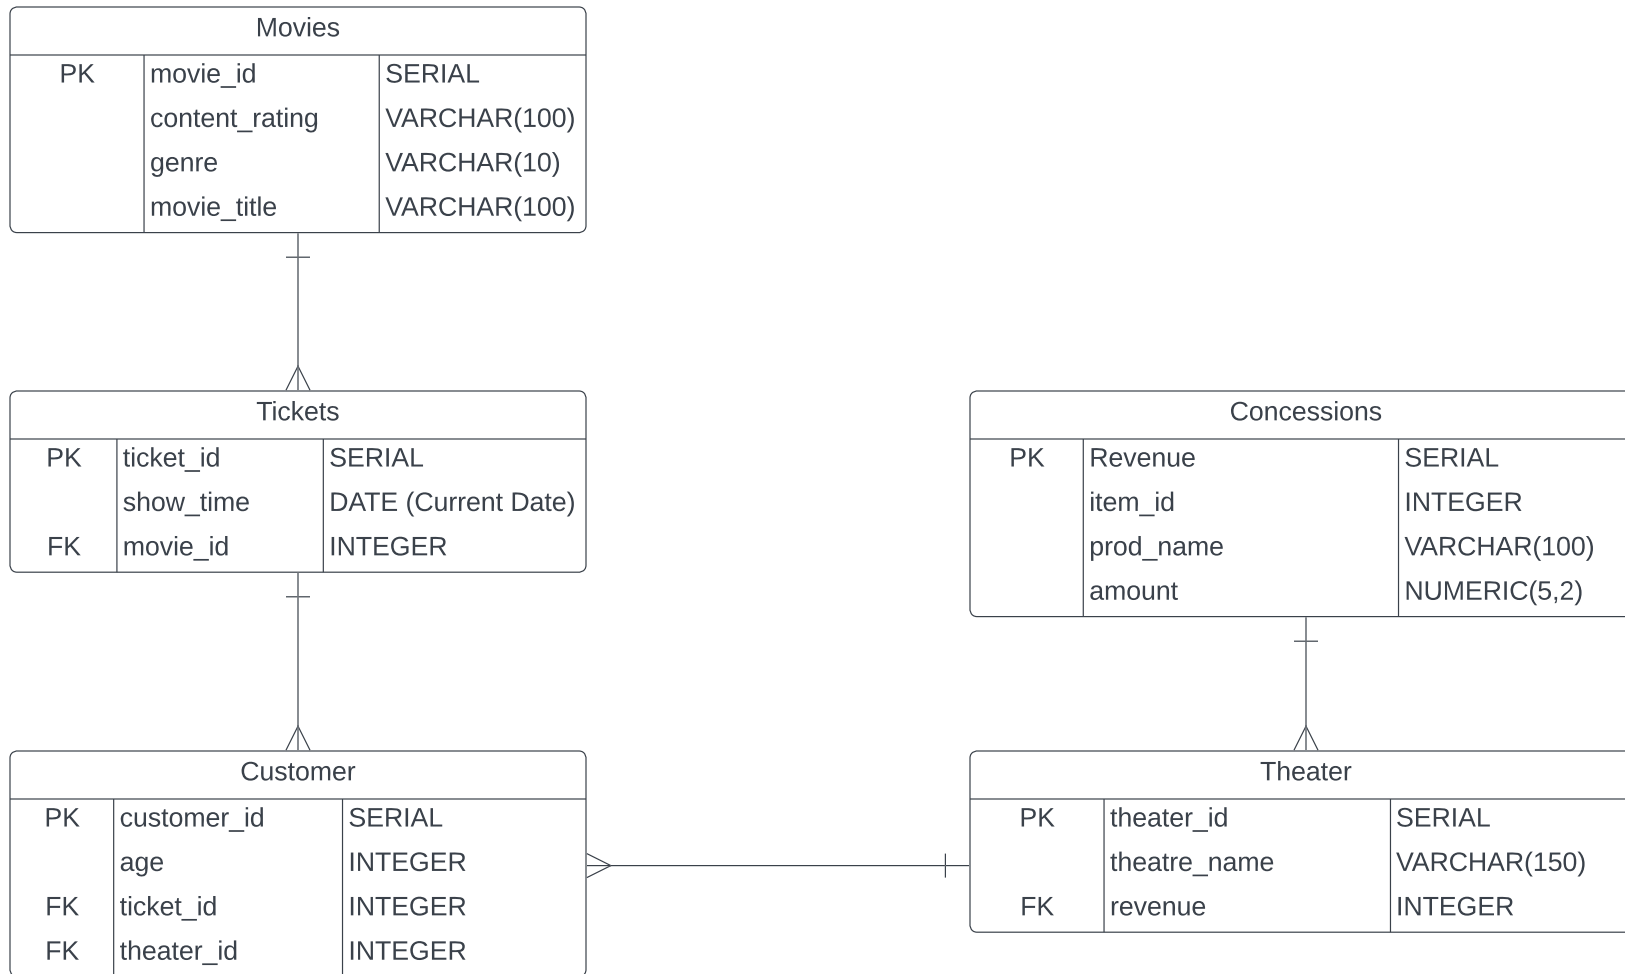 Movies
PK movie_id SERIAL
content_rating VARCHAR(100)
genre VARCHAR(10)
movie_title VARCHAR(100)
Tickets
PK ticket_id SERIAL
show_time DATE (Current Date)
FK movie_id INTEGER
Concessions
PK Revenue SERIAL
item_id INTEGER
prod_name VARCHAR(100)
amount NUMERIC(5,2)
Customer
PK customer_id SERIAL
age INTEGER
FK ticket_id INTEGER
FK theater_id INTEGER
Theater
PK theater_id SERIAL
theatre_name VARCHAR(150)
FK revenue INTEGER